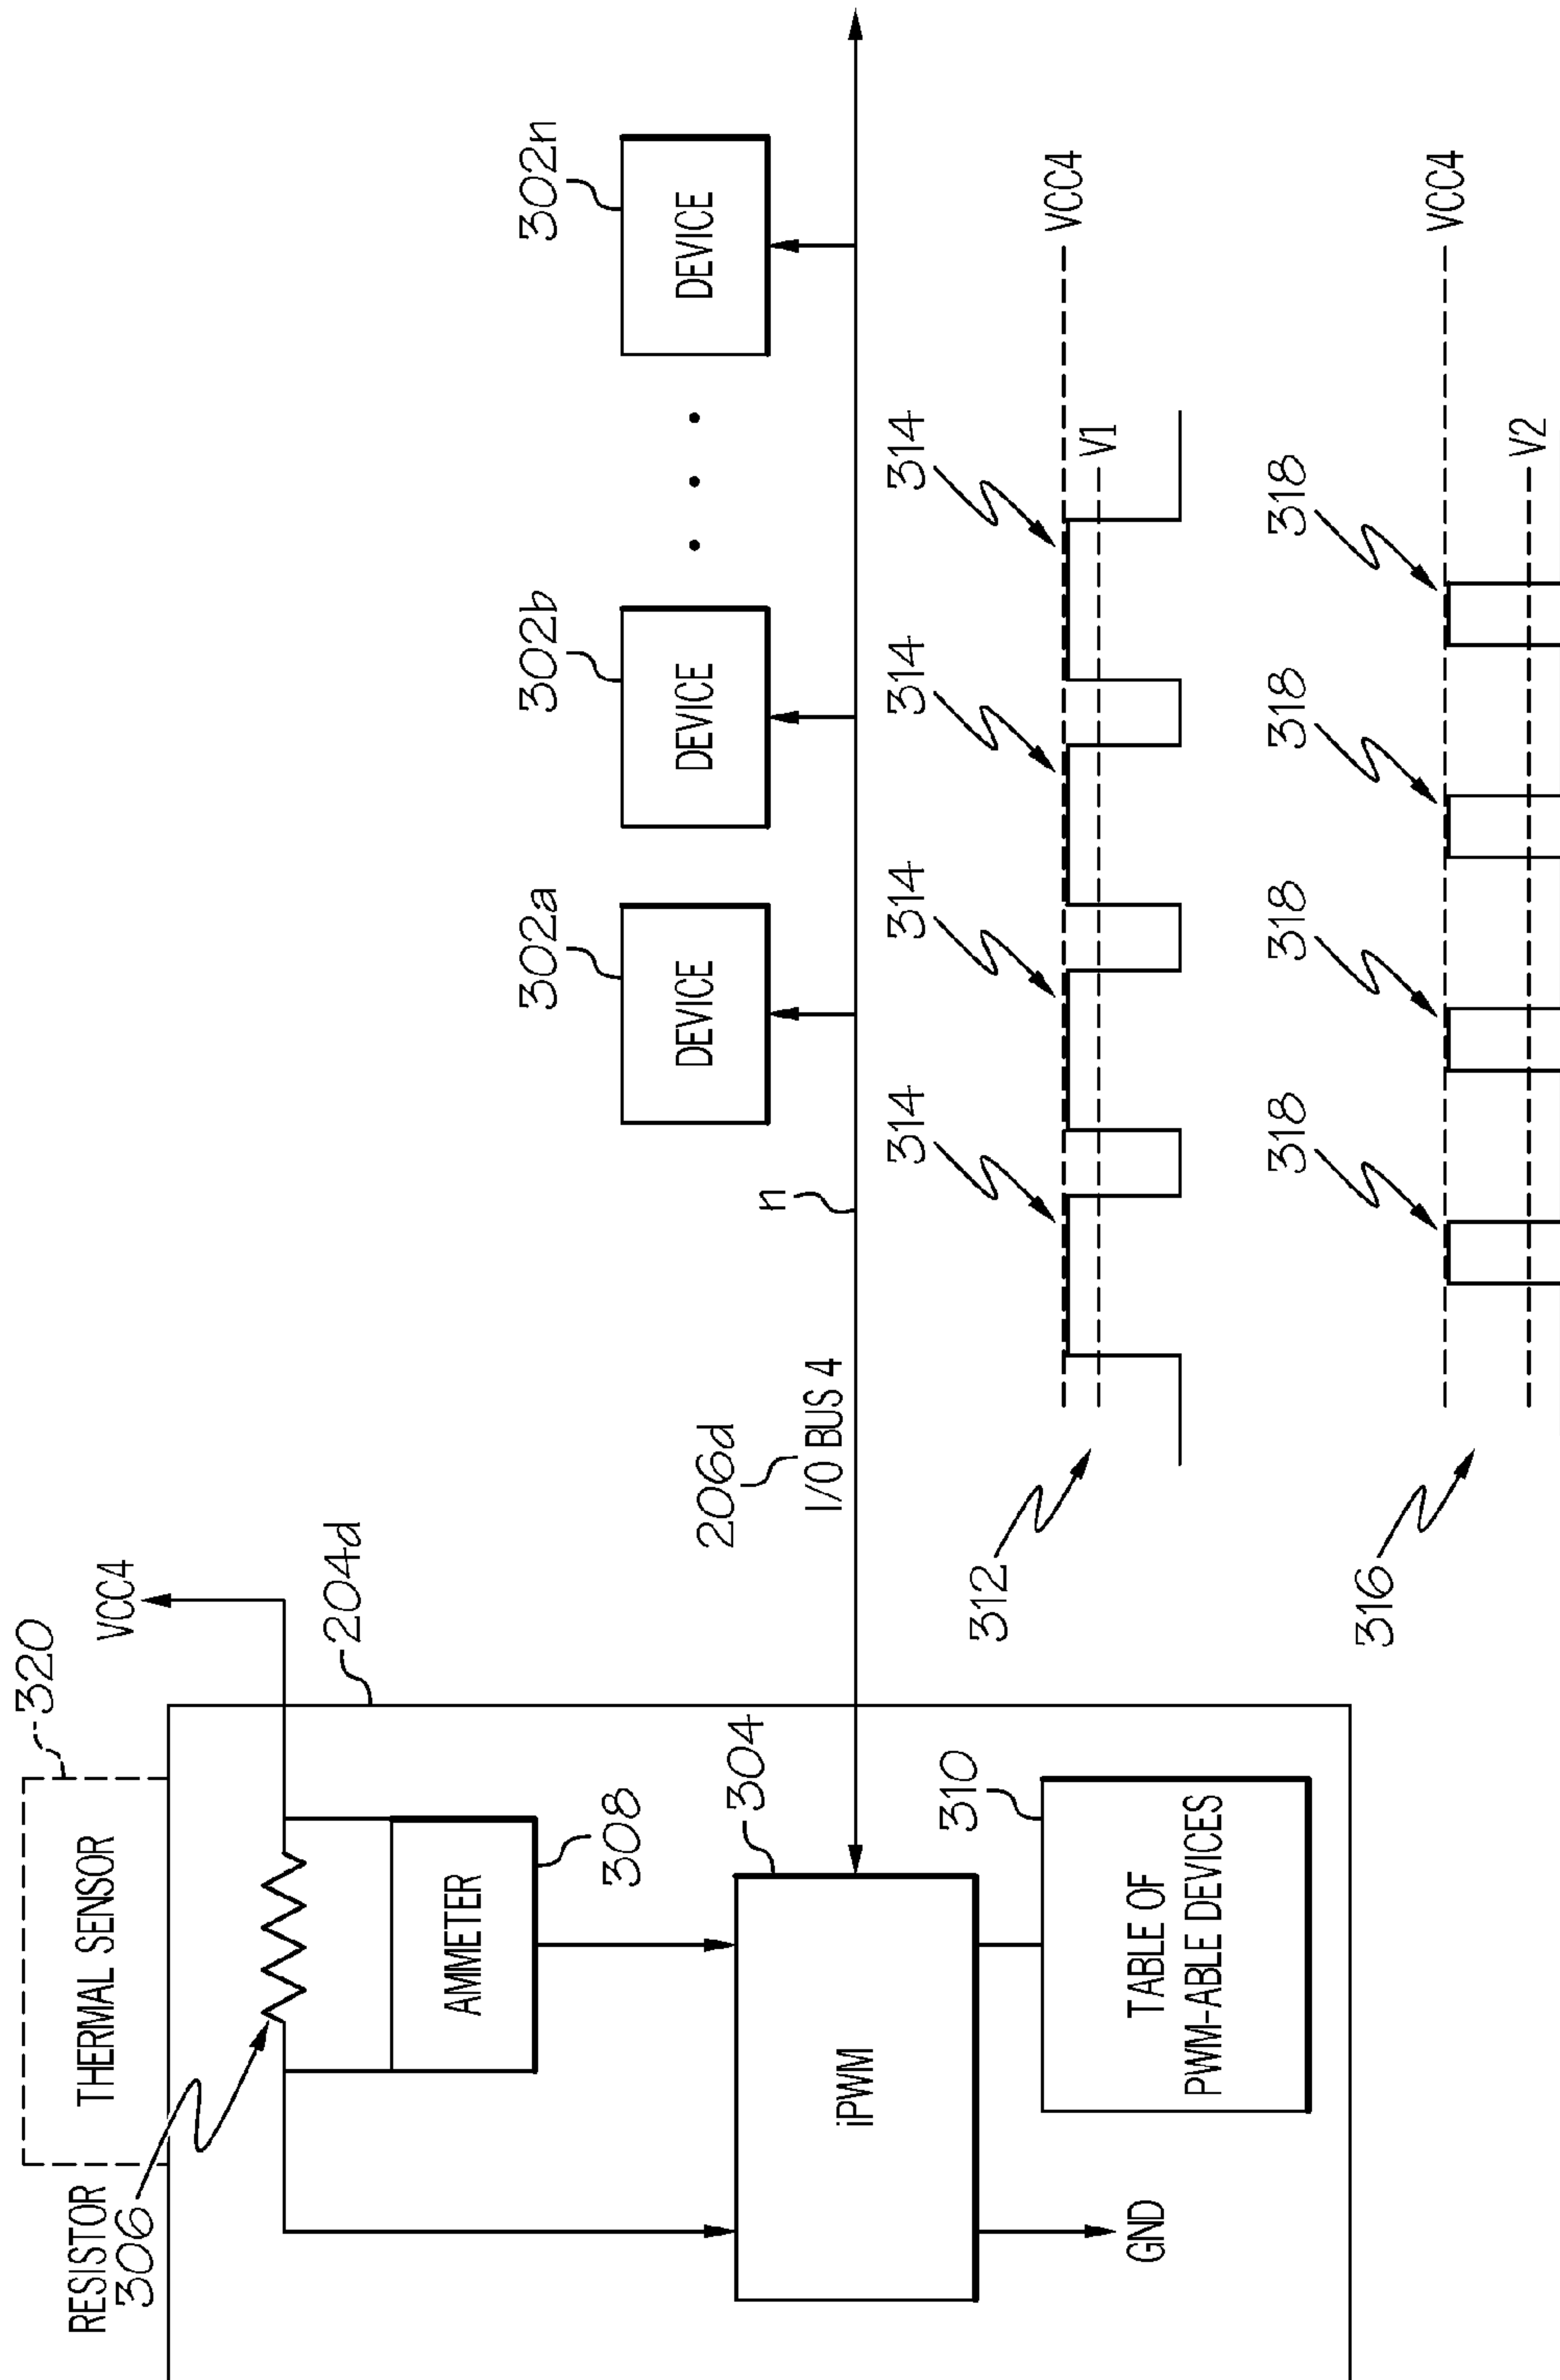 RESISTOR
306
THERMAL SENSOR
320
VCC4
204d
AMMETER
308
iPWM
304
GND
TABLE OF
PWM-ABLE DEVICES
310
206d
I/O BUS 4
n
DEVICE
302a
DEVICE
302b
DEVICE
302n
312
314
314
314
314
VCC4
V1
316
318
318
318
318
VCC4
V2